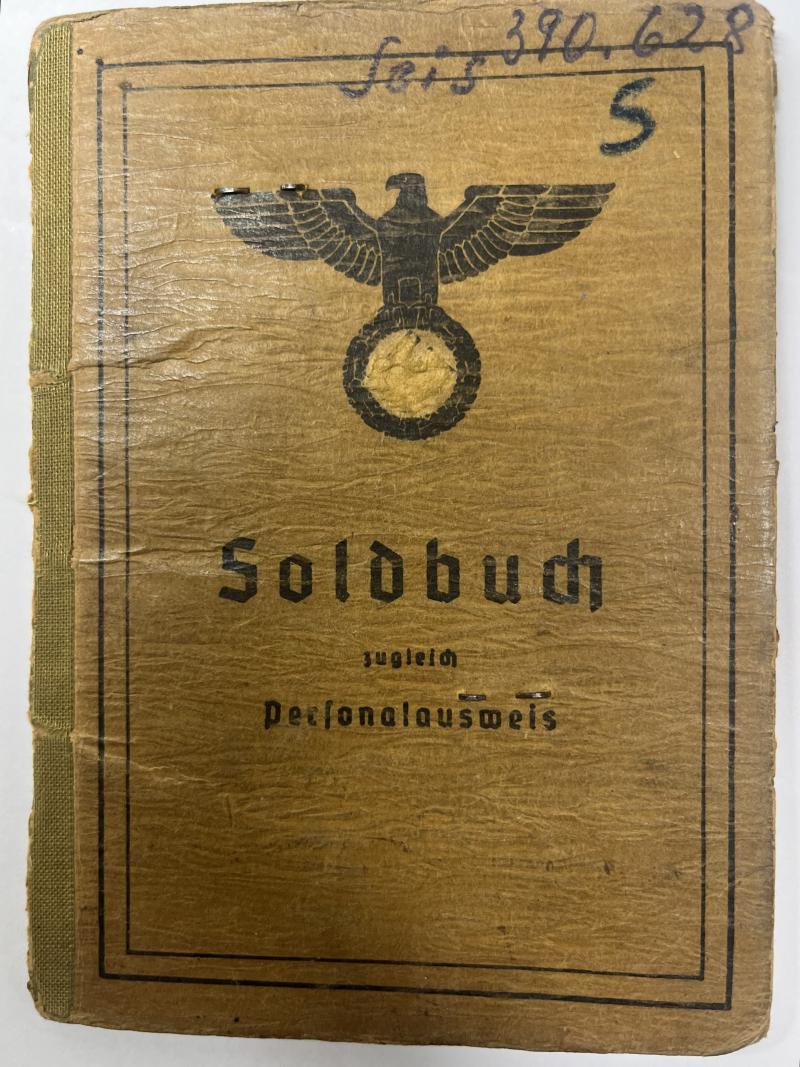 Seis 390.628
S
Soldbuch
zugleich
Personalausweis